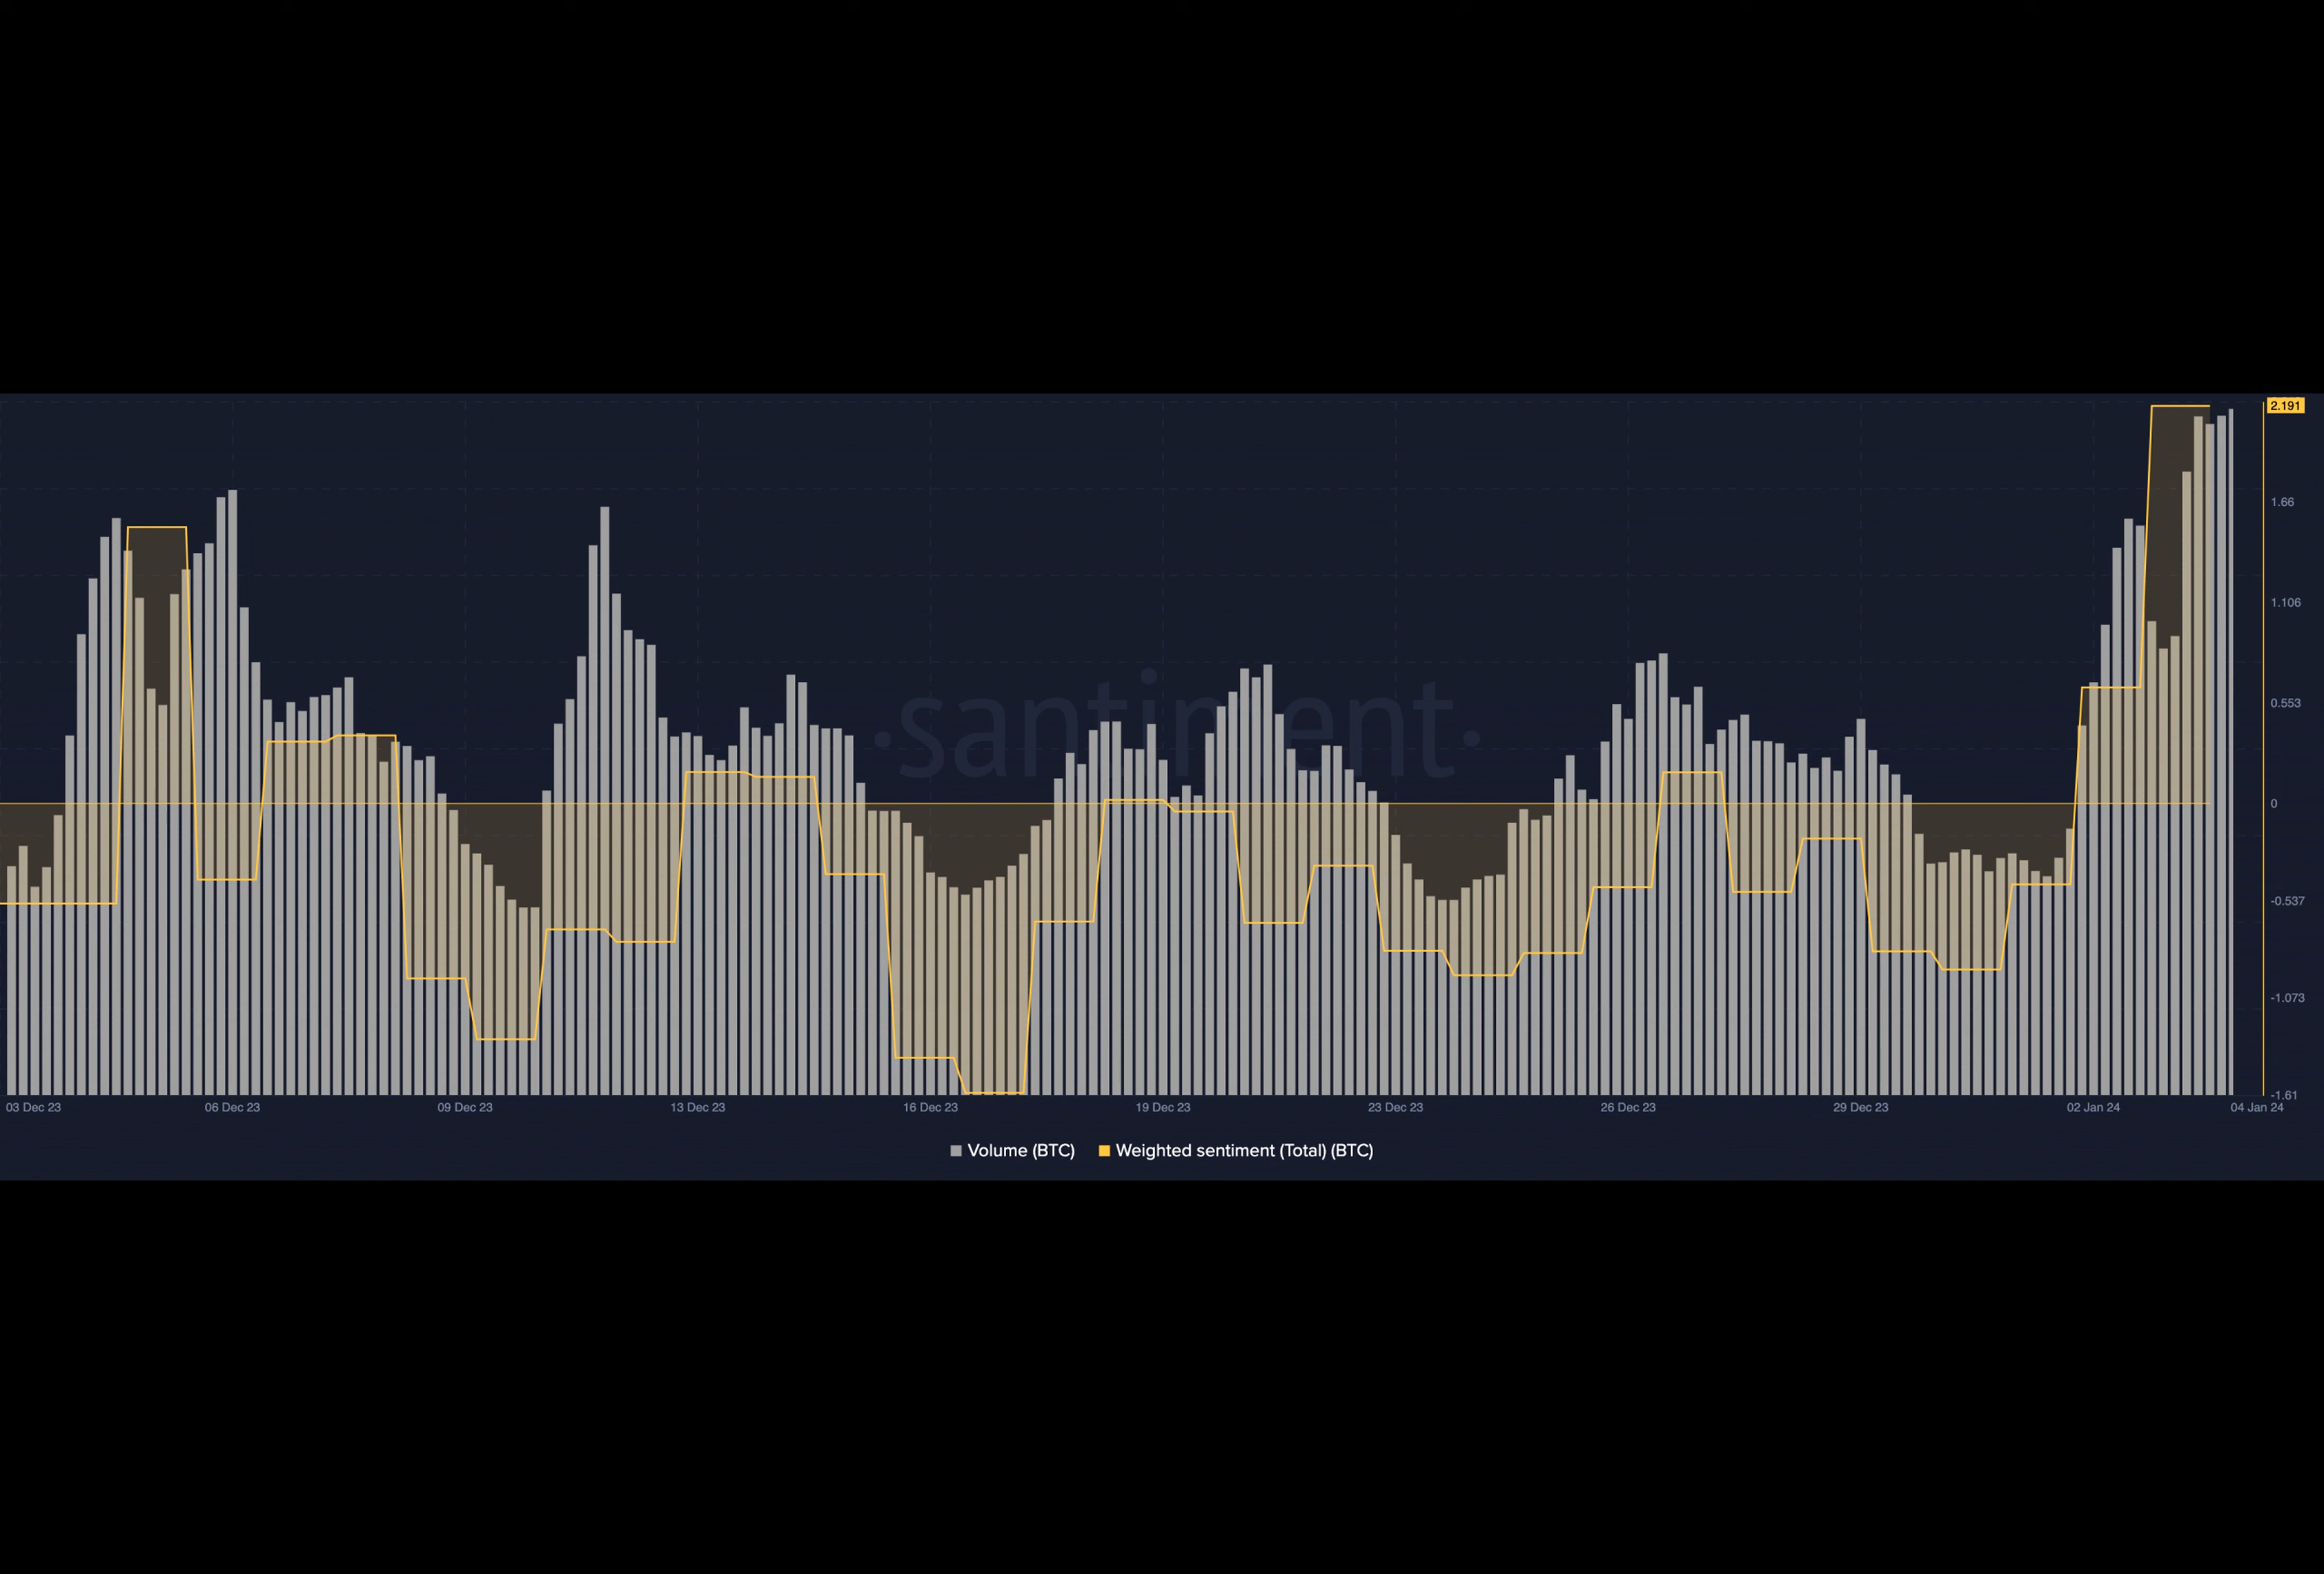 2.191
1.66
1.106
·santiment·
0.553
0
-0.537
-1.073
-1.61
03 Dec 23 06 Dec 23 09 Dec 23 13 Dec 23 16 Dec 23 19 Dec 23 23 Dec 23 26 Dec 23 29 Dec 23 02 Jan 24 04 Jan 24
Volume (BTC) Weighted sentiment (Total) (BTC)